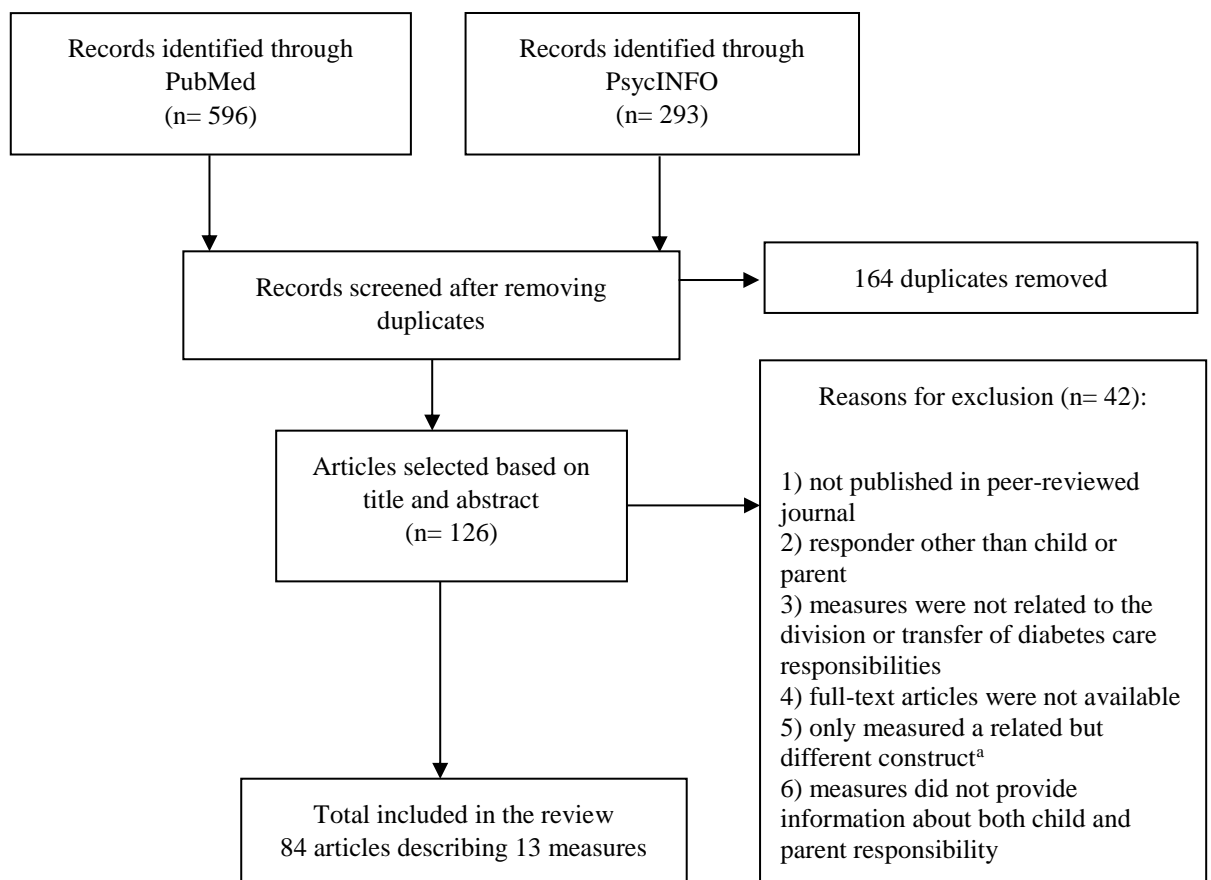 Records identified through
PubMed
(n= 596)
Records identified through
PsycINFO
(n= 293)
Records screened after removing
duplicates
164 duplicates removed
Articles selected based on
title and abstract
(n= 126)
Reasons for exclusion (n= 42):
1) not published in peer-reviewed
journal
2) responder other than child or
parent
3) measures were not related to the
division or transfer of diabetes care
responsibilities
4) full-text articles were not available
5) only measured a related but
different constructᵃ
6) measures did not provide
information about both child and
parent responsibility
Total included in the review
84 articles describing 13 measures